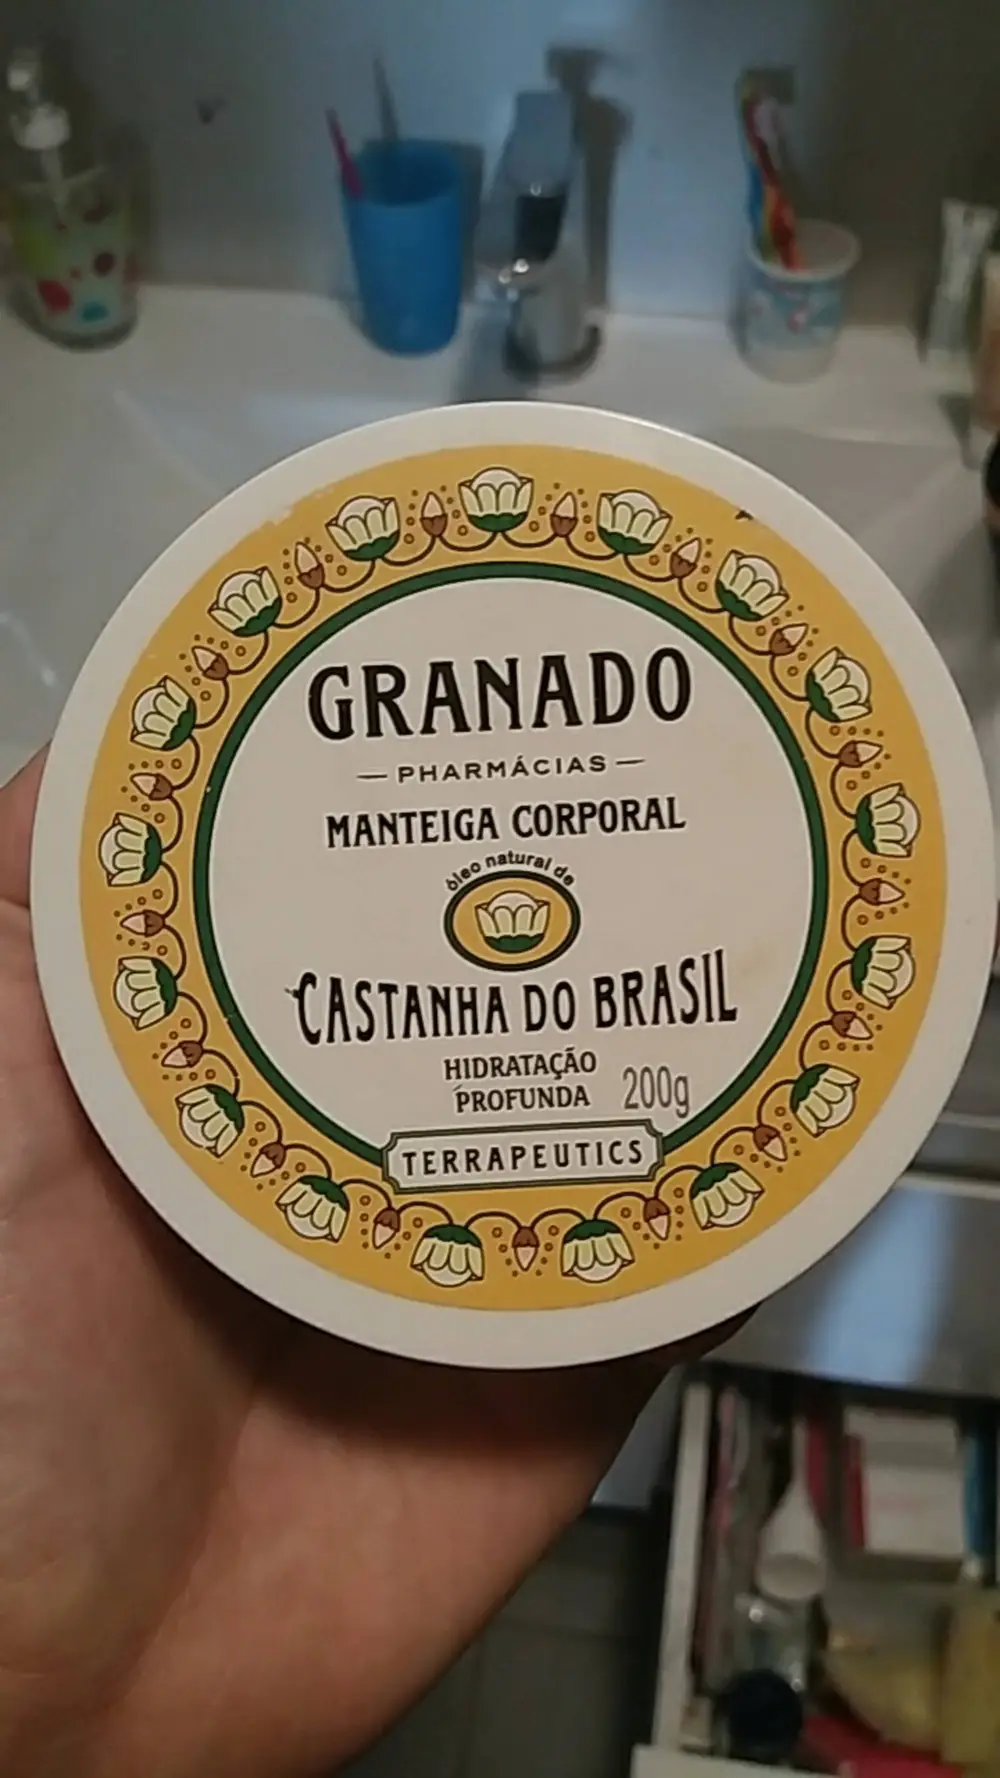 GRANADO
PHARMÁCIAS
MANTEIGA CORPORAL
óleo natural de
CASTANHA DO BRASIL
HIDRATAÇÃO
PROFUNDA 200g
TERRAPEUTICS